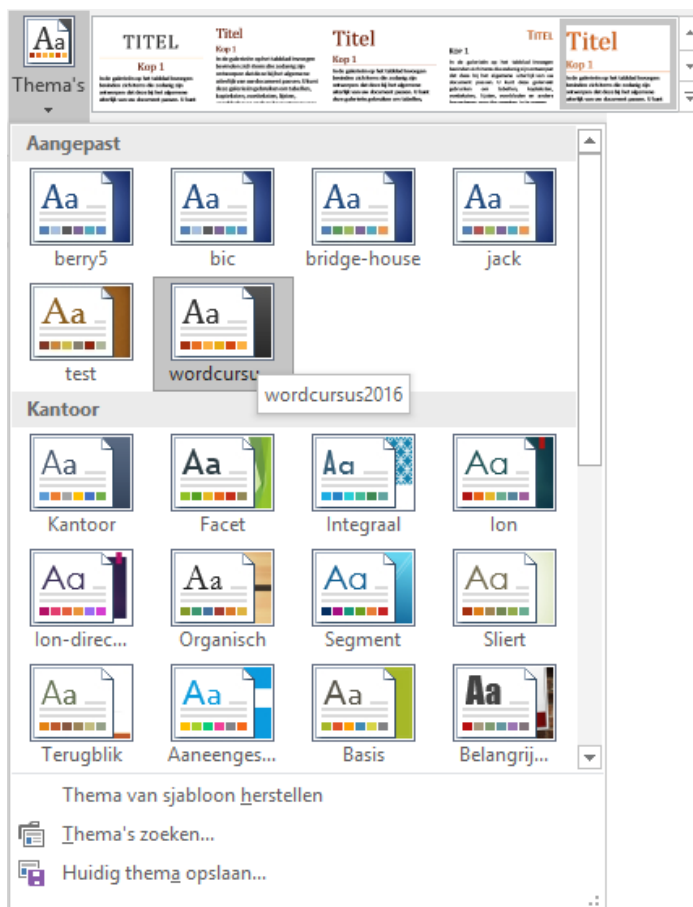 Thema's
TITEL
Kop 1
Titel
Kop 1
Titel
Kop 1
TITEL
KOP 1
Titel
Kop 1
Aangepast
Aa Aa Aa Aa
berry5 bic bridge-house jack
Aa Aa
test wordcursu...
wordcursus2016
Kantoor
Aa Aa Aa Aa
Kantoor Facet Integraal Ion
Aa Aa Aa Aa
Ion-direc... Organisch Segment Sliert
Aa Aa Aa Aa
Terugblik Aaneenges... Basis Belangrij...
Thema van sjabloon herstellen
Thema's zoeken...
Huidig thema opslaan...